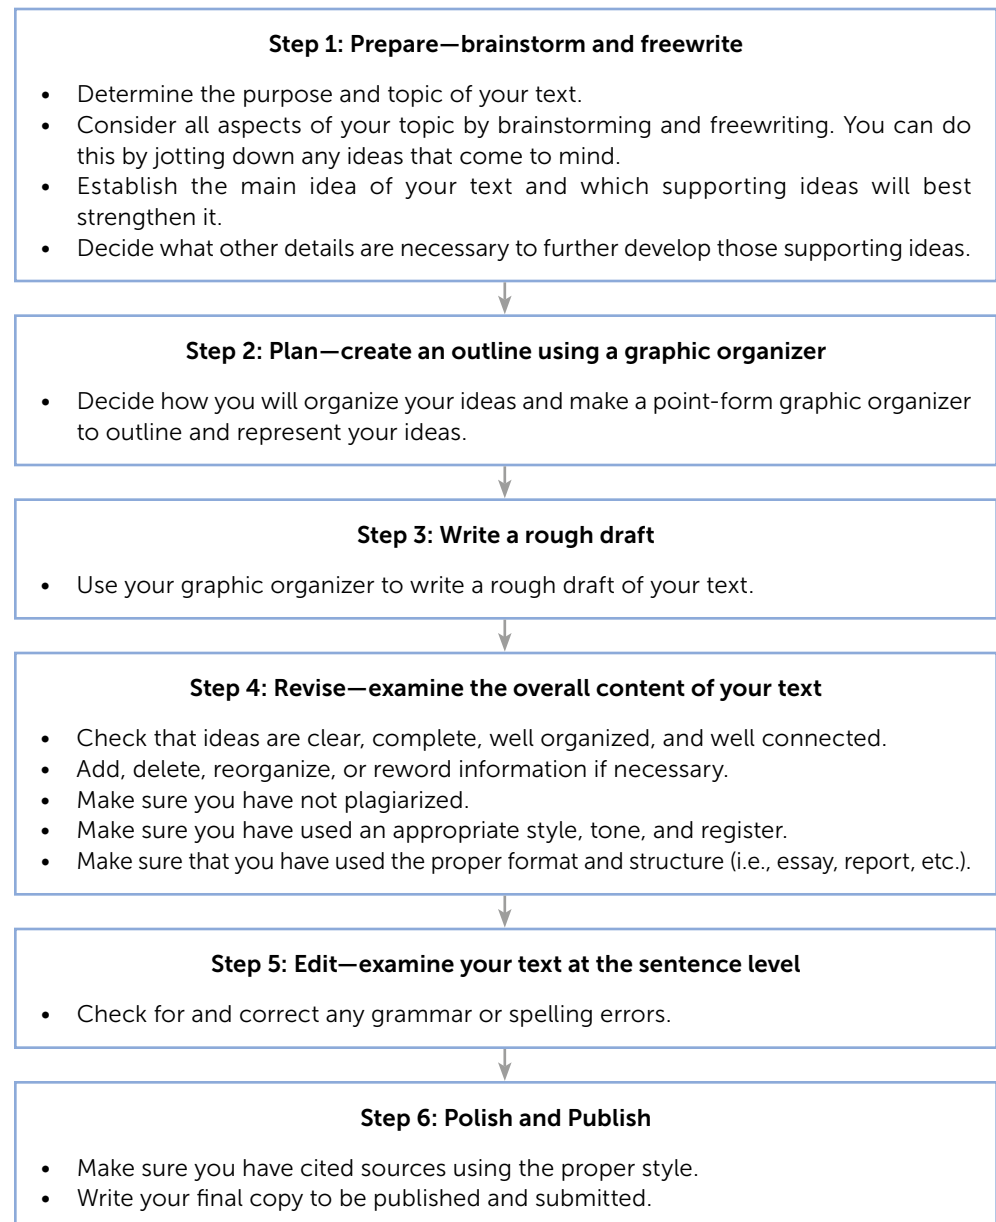 Step 1: Prepare—brainstorm and freewrite
• Determine the purpose and topic of your text.
• Consider all aspects of your topic by brainstorming and freewriting. You can do
this by jotting down any ideas that come to mind.
• Establish the main idea of your text and which supporting ideas will best
strengthen it.
• Decide what other details are necessary to further develop those supporting ideas.
Step 2: Plan—create an outline using a graphic organizer
• Decide how you will organize your ideas and make a point-form graphic organizer
to outline and represent your ideas.
Step 3: Write a rough draft
• Use your graphic organizer to write a rough draft of your text.
Step 4: Revise—examine the overall content of your text
• Check that ideas are clear, complete, well organized, and well connected.
• Add, delete, reorganize, or reword information if necessary.
• Make sure you have not plagiarized.
• Make sure you have used an appropriate style, tone, and register.
• Make sure that you have used the proper format and structure (i.e., essay, report, etc.).
Step 5: Edit—examine your text at the sentence level
• Check for and correct any grammar or spelling errors.
Step 6: Polish and Publish
• Make sure you have cited sources using the proper style.
• Write your final copy to be published and submitted.